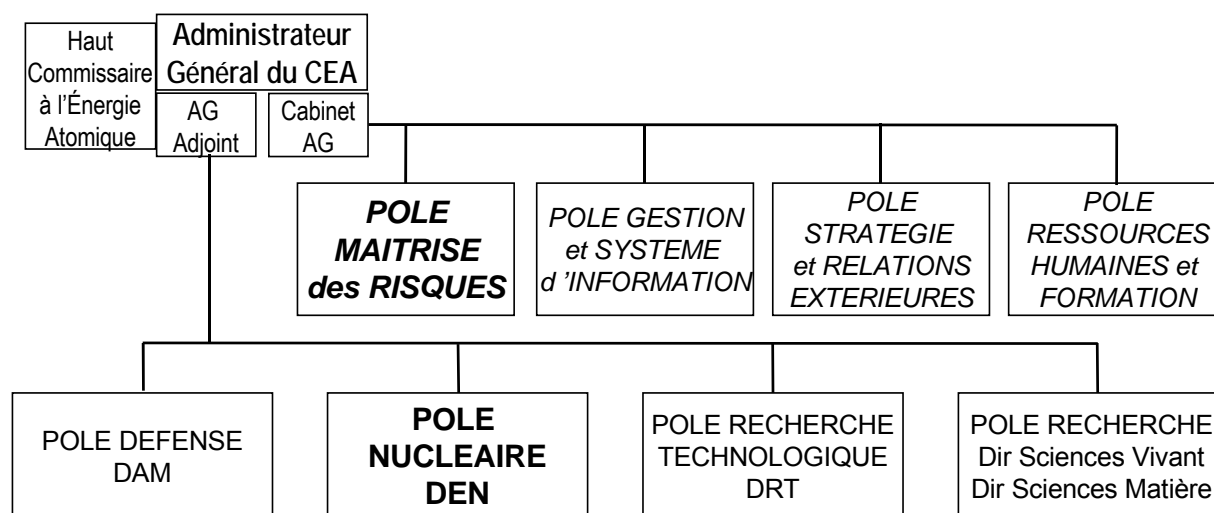 Haut
Commissaire
à l'Énergie
Atomique
Administrateur
Général du CEA
AG
Adjoint
Cabinet
AG
POLE
MAITRISE
des RISQUES
POLE GESTION
et SYSTEME
d 'INFORMATION
POLE
STRATEGIE
et RELATIONS
EXTERIEURES
POLE
RESSOURCES
HUMAINES et
FORMATION
POLE DEFENSE
DAM
POLE
NUCLEAIRE
DEN
POLE RECHERCHE
TECHNOLOGIQUE
DRT
POLE RECHERCHE
Dir Sciences Vivant
Dir Sciences Matière